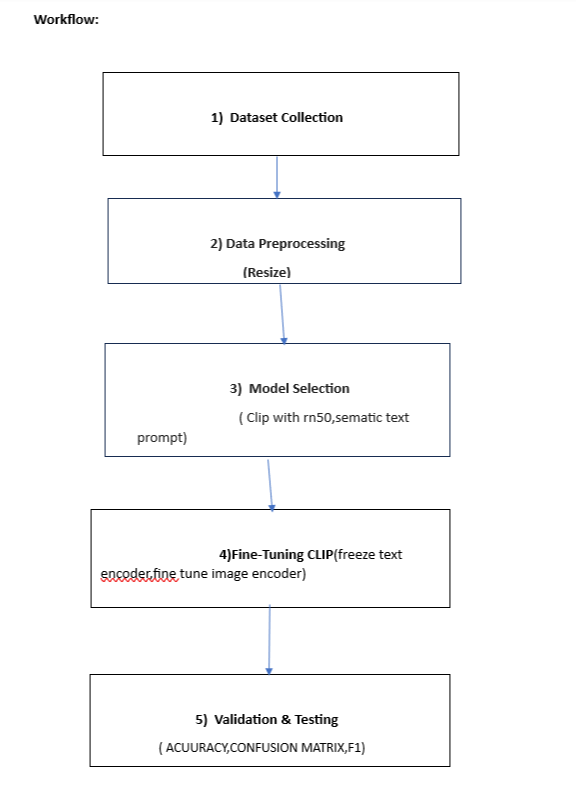 Workflow:
1) Dataset Collection
2) Data Preprocessing
(Resize)
3) Model Selection
( Clip with rn50,sematic text
prompt)
4)Fine-Tuning CLIP(freeze text
encoder,fine tune image encoder)
5) Validation & Testing
( ACUURACY,CONFUSION MATRIX,F1)